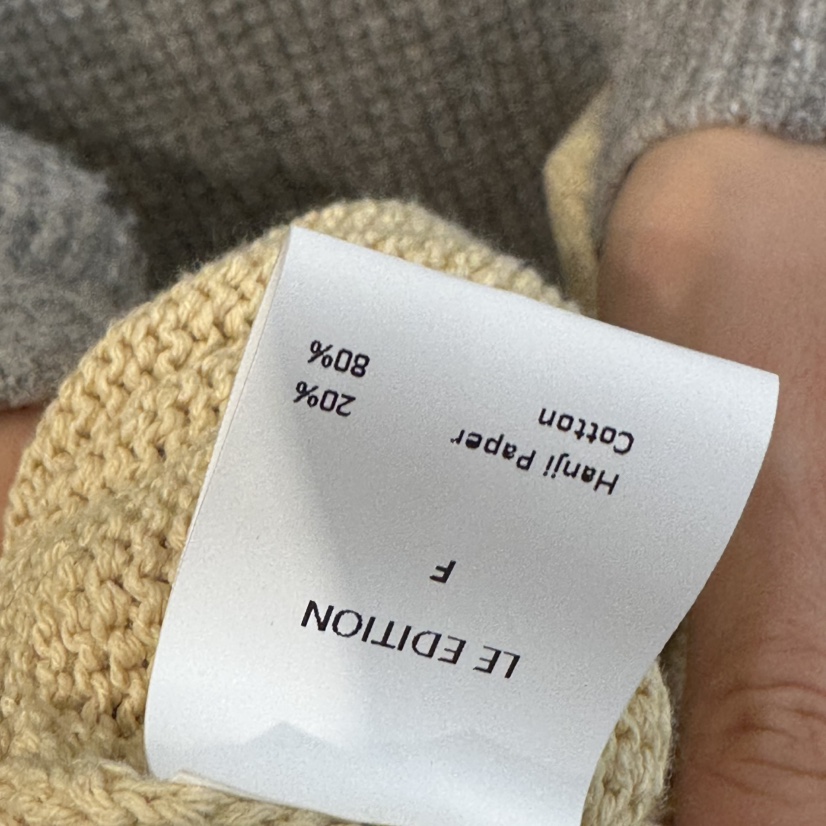 LE EDITION
F
Hanji Paper 20%
Cotton 80%